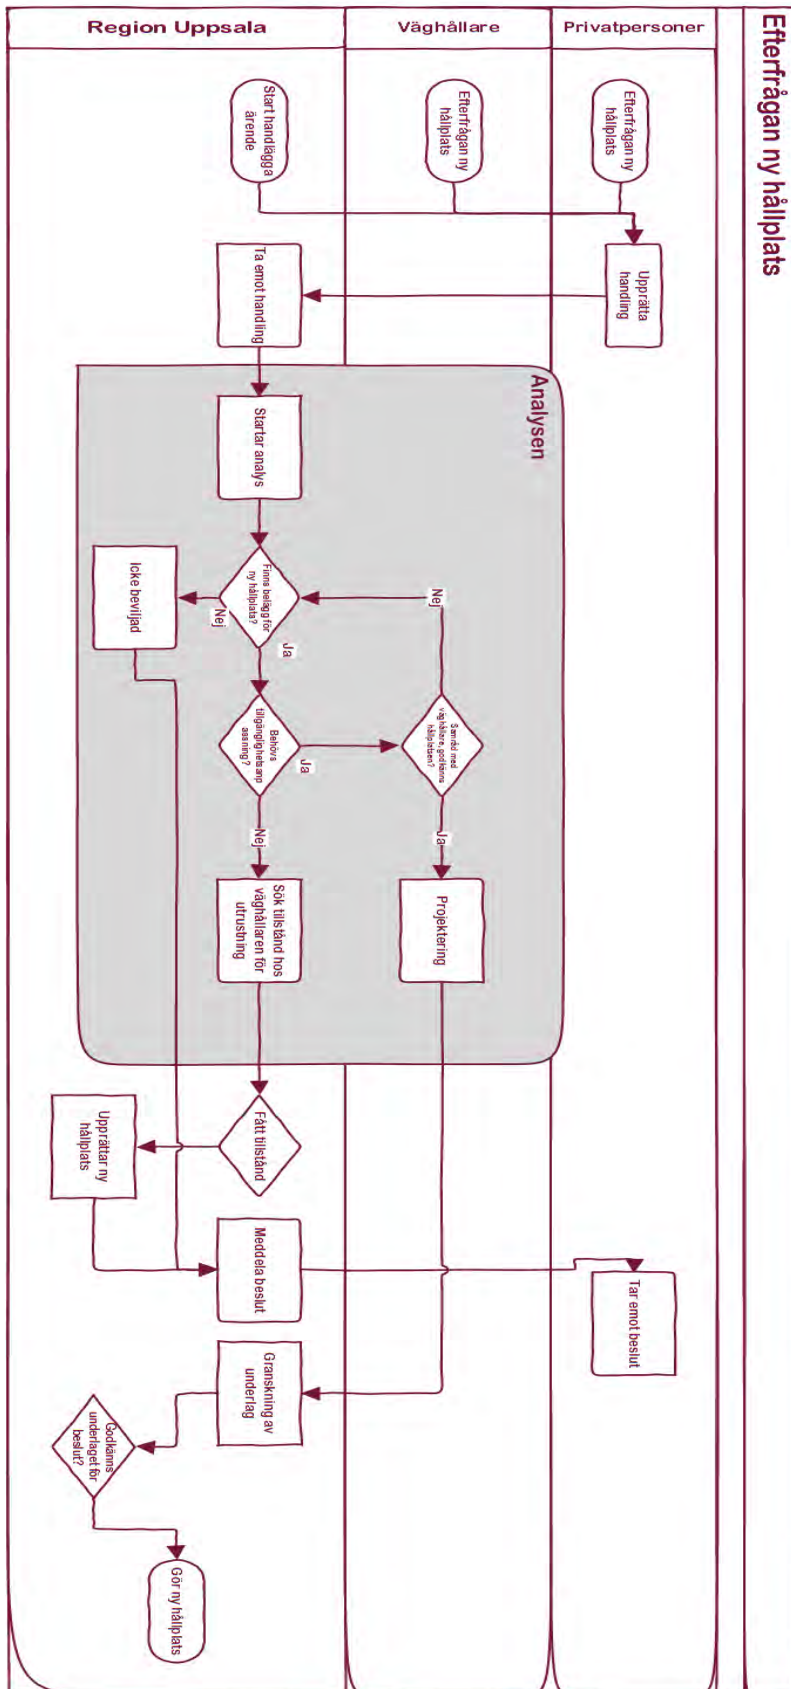 Efterfrågan ny hållplats
Privatpersoner
Väghållare
Region Uppsala
Efterfrågan ny
hållplats
Efterfrågan ny
hållplats
Start handlägga
ärende
Upprätta
handling
Ta emot handling
Analysen
Startar analys
Finns belägg för
ny hållplats?
Nej
Ja
Icke beviljad
Behövs
tillgänglighetsanp
assning?
Ja
Nej
Samråd med
väghållare, godkänns
hållplatsen?
Nej
Ja
Projektering
Sök tillstånd hos
väghållaren för
utrustning
Fått tillstånd
Upprättar ny
hållplats
Meddela beslut
Tar emot beslut
Granskning av
underlag
Godkänns
underlaget för
beslut?
Gör ny hållplats